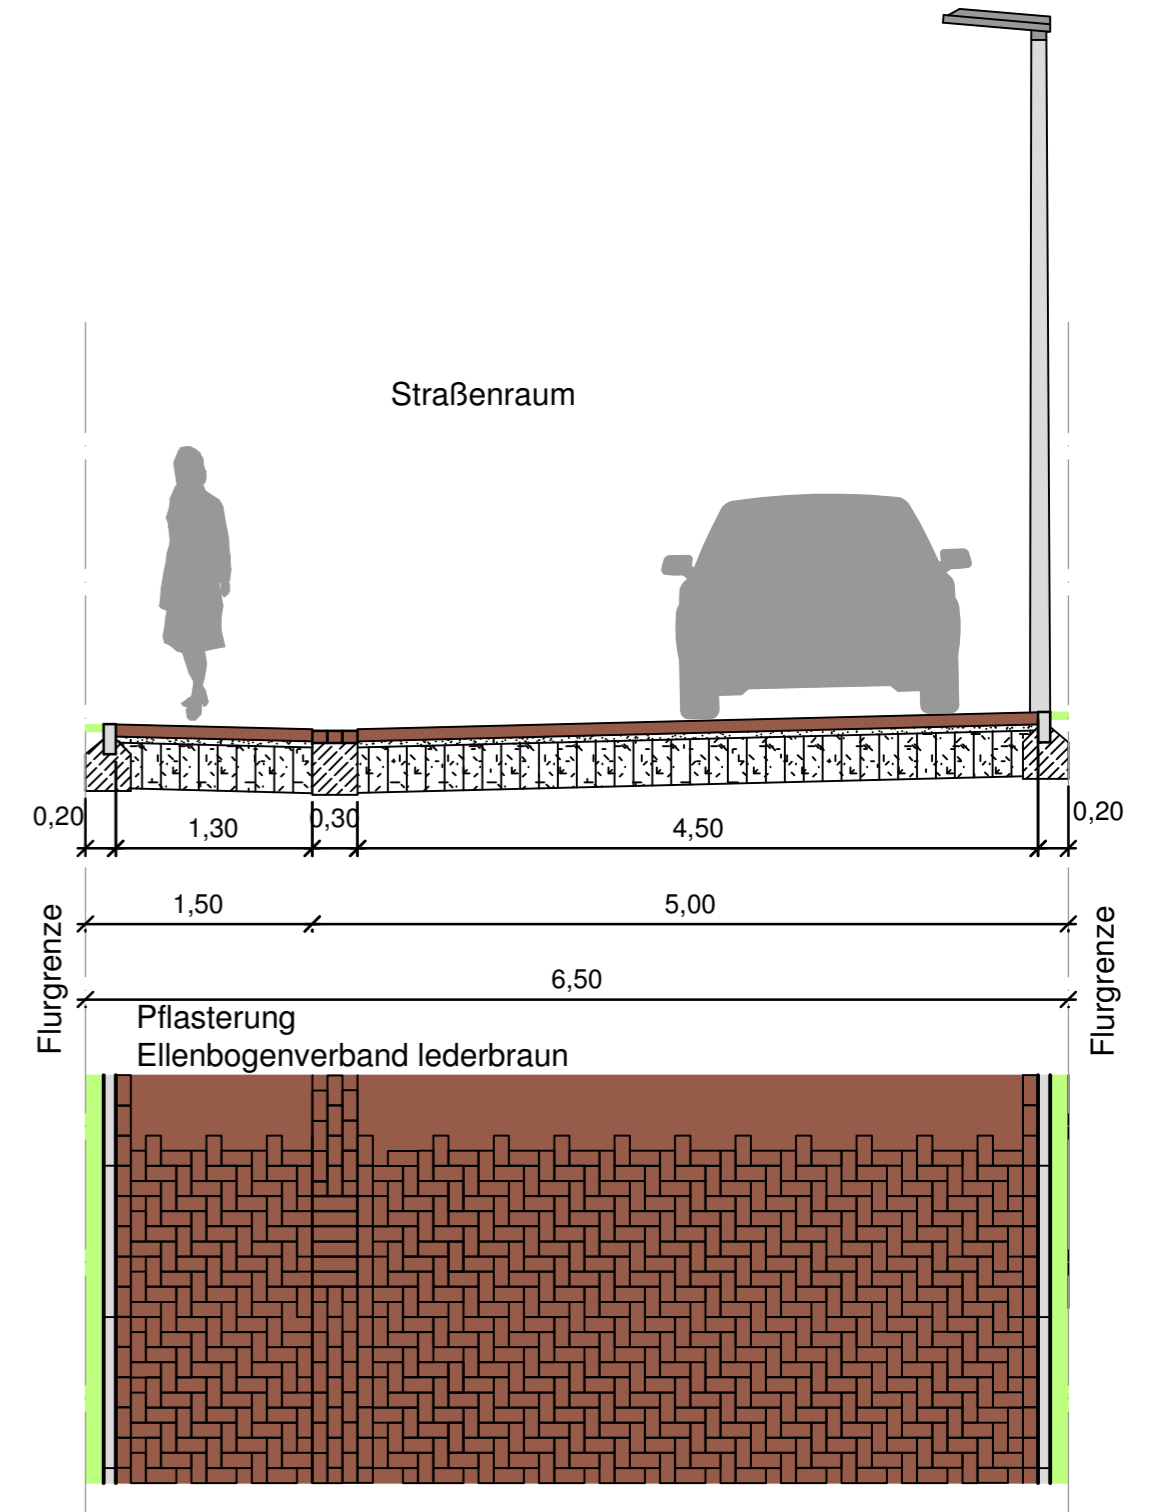 Straßenraum
0,20
1,30
0,30
4,50
0,20
1,50
5,00
6,50
Flurgrenze
Flurgrenze
Pflasterung
Ellenbogenverband lederbraun